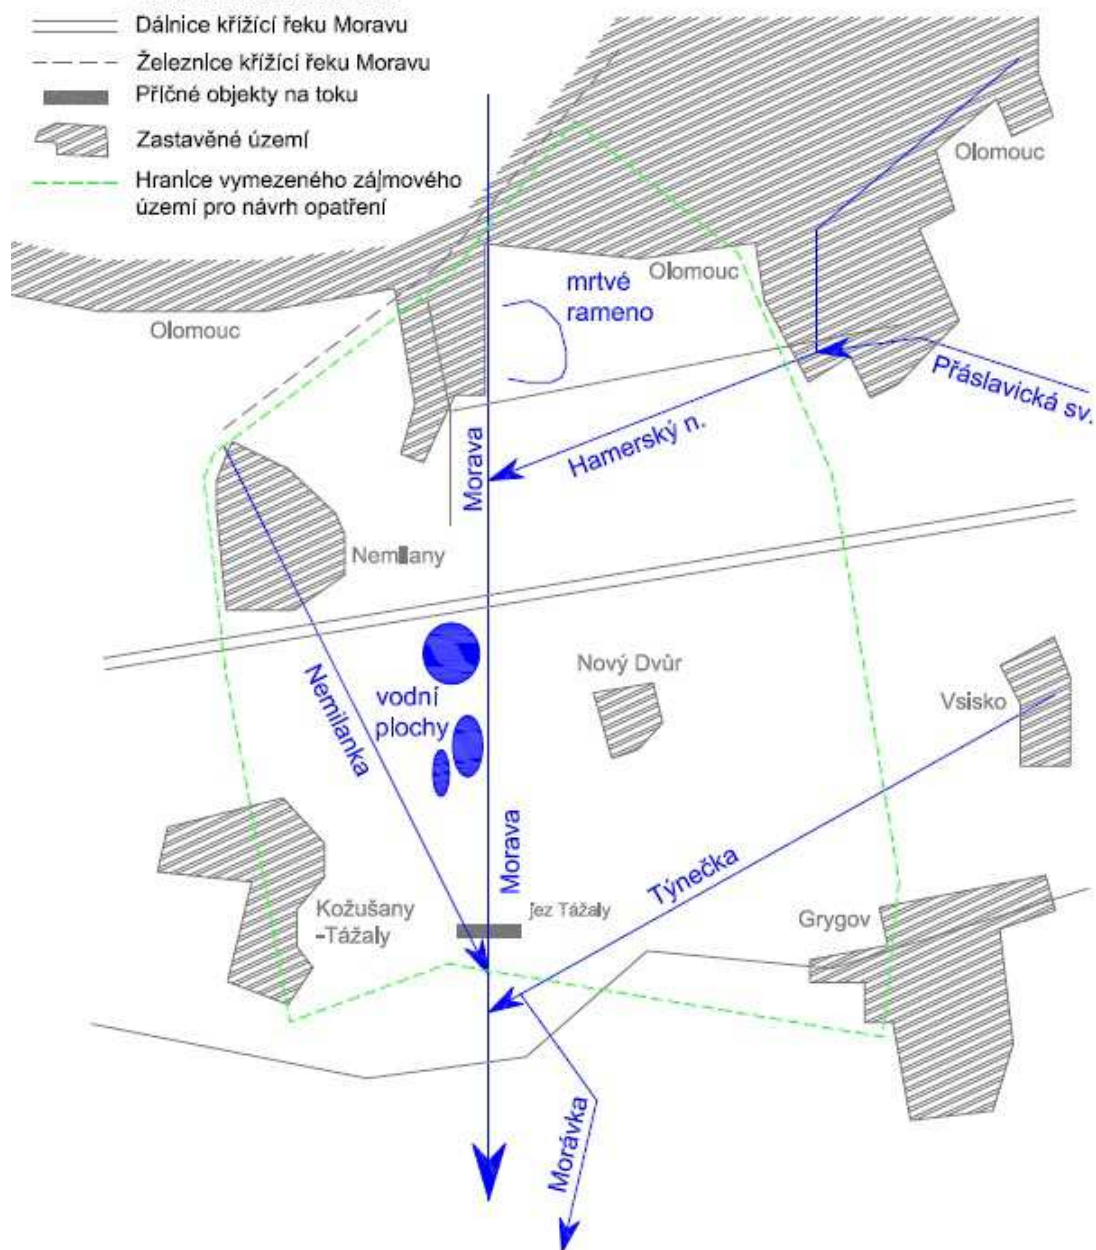 Dálnice křížící řeku Moravu
Železnice křížící řeku Moravu
Příčné objekty na toku
Zastavěné území
Hranice vymezeného zájmového
území pro návrh opatření
Olomouc
Olomouc
mrtvé
rameno
Olomouc
Přáslavická sv.
Hamerský n.
Morava
Nemilany
Nový Dvůr
Vsisko
Nemilanka
vodní
plochy
Morava
Týnečka
jez Tážaly
Kožušany
-Tážaly
Grygov
Morávka